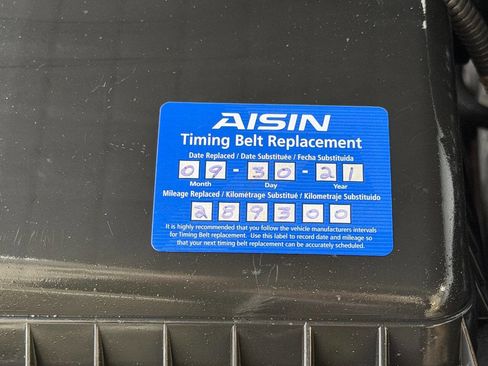 AISIN
Timing Belt Replacement
Date Replaced / Date Substituée / Fecha Substituida
09 - 30 - 21
Month Day Year
Mileage Replaced / Kilométrage Substitué / Kilometraje Substituido
289300
It is highly recommended that you follow the vehicle manufacturers intervals
for Timing Belt replacement. Use this label to record date and mileage so
that your next timing belt replacement can be accurately scheduled.